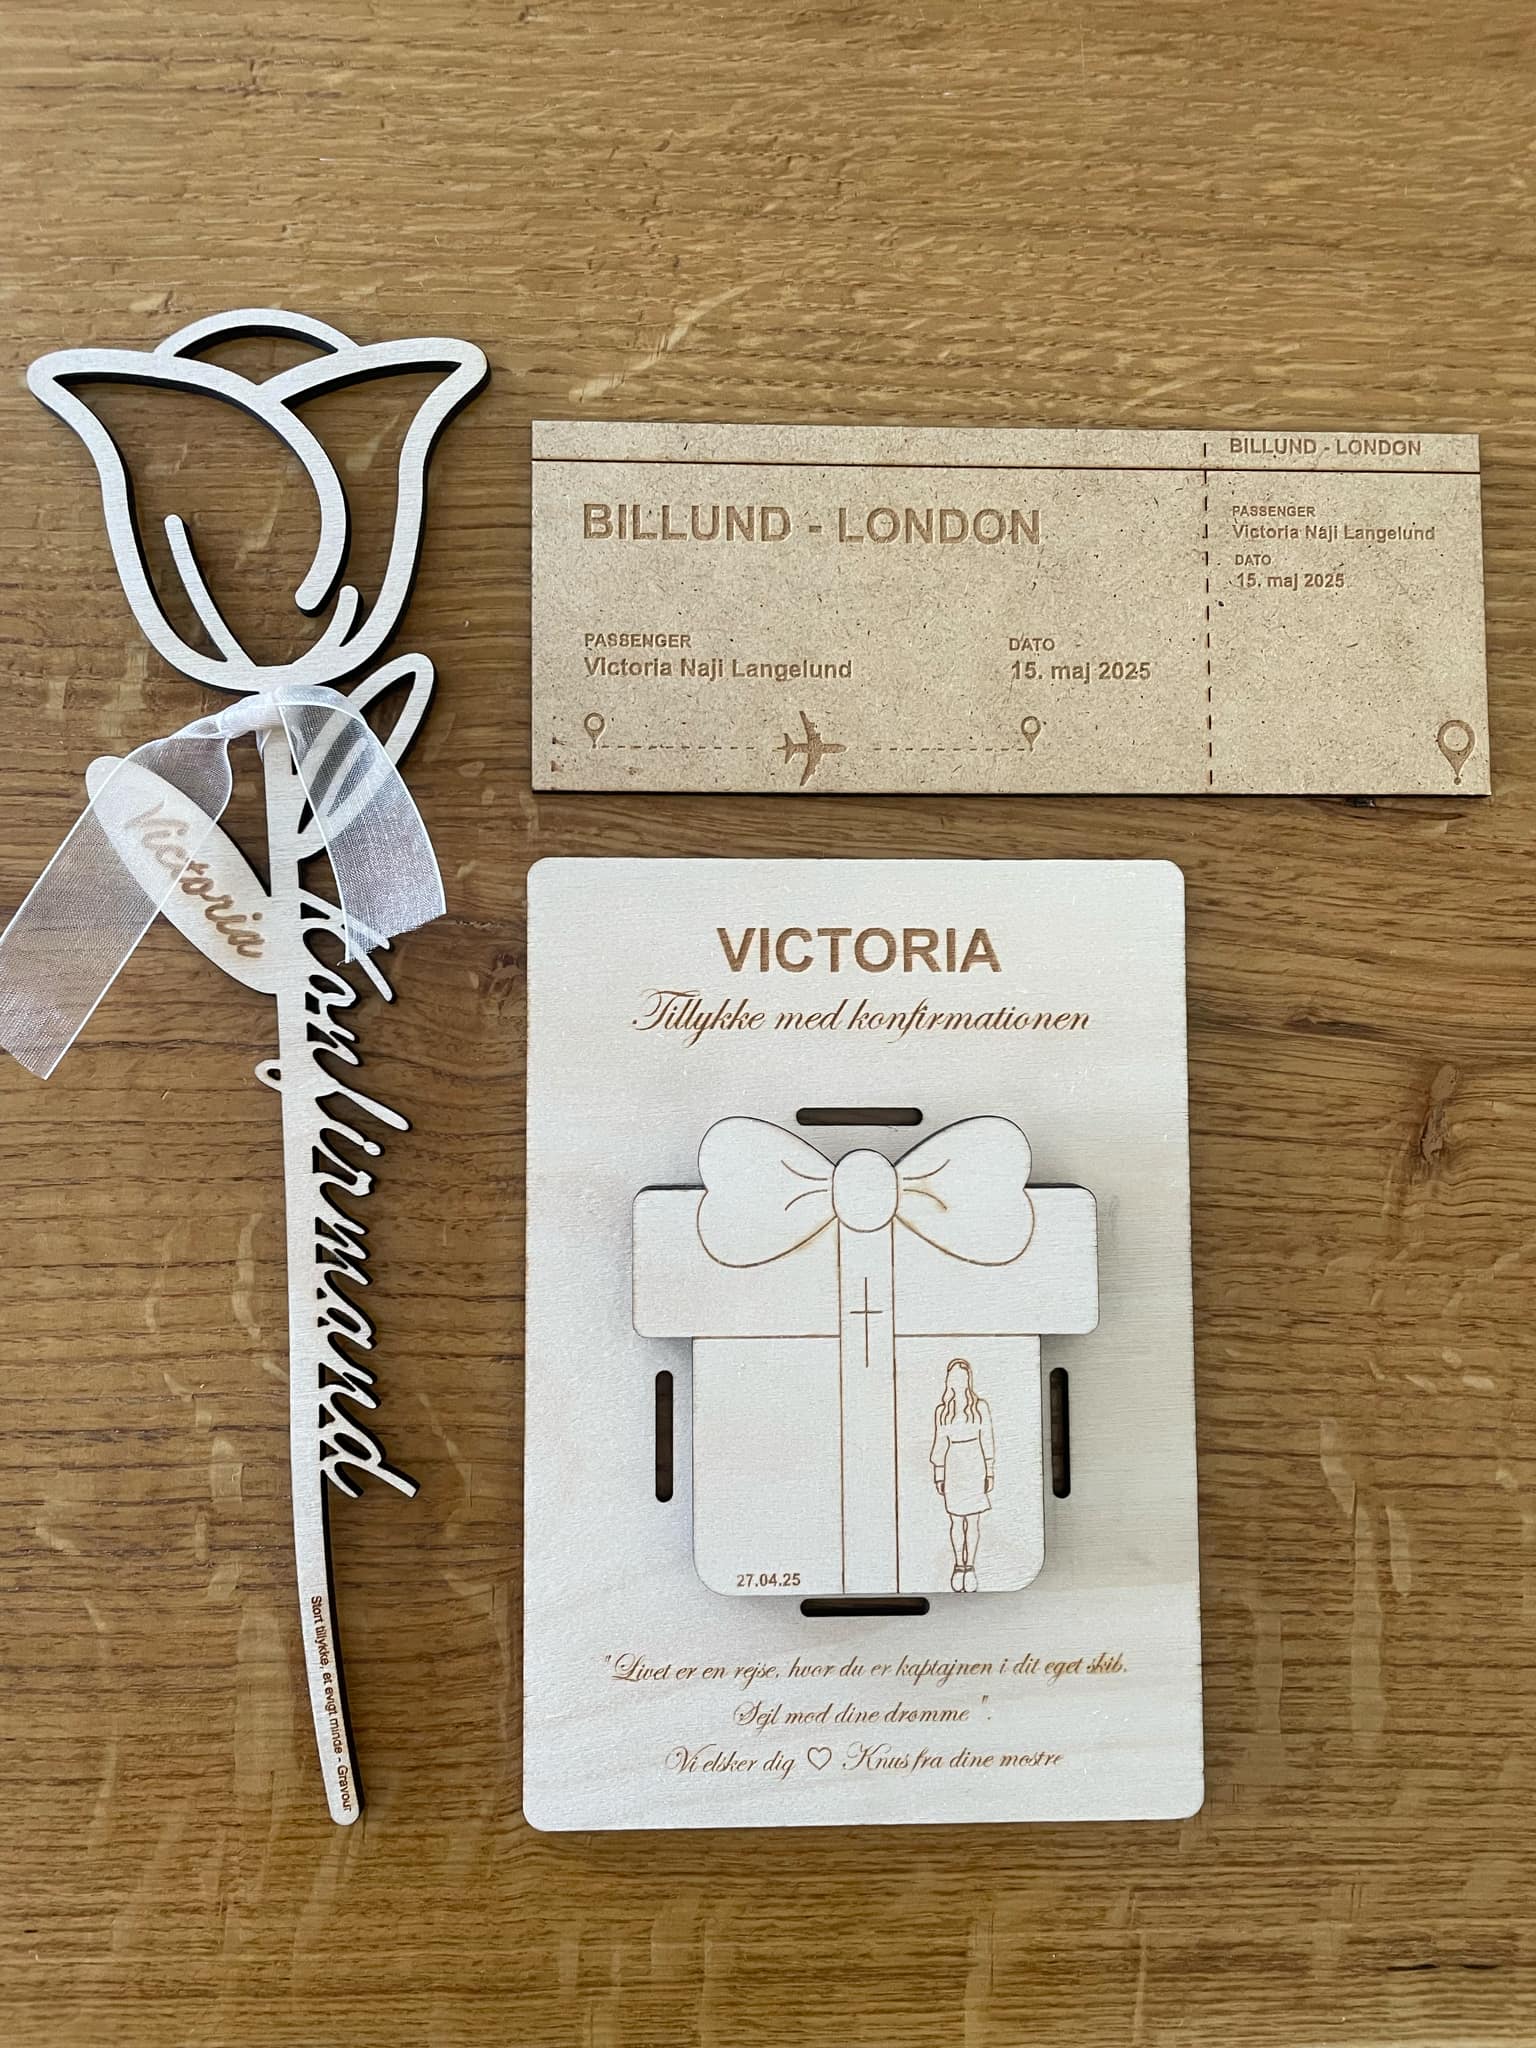 BILLUND - LONDON
PASSENGER
Victoria Naji Langelund
DATO
15. maj 2025
BILLUND - LONDON
PASSENGER
Victoria Naji Langelund
DATO
15. maj 2025
Victoria
Konfirmand
Stort tillykke, et evigt minde - Gravour
VICTORIA
Tillykke med konfirmationen
27.04.25
"Livet er en rejse, hvor du er kaptajnen i dit eget skib.
Sejl mod dine drømme".
Vi elsker dig ♡ Knus fra dine mostre